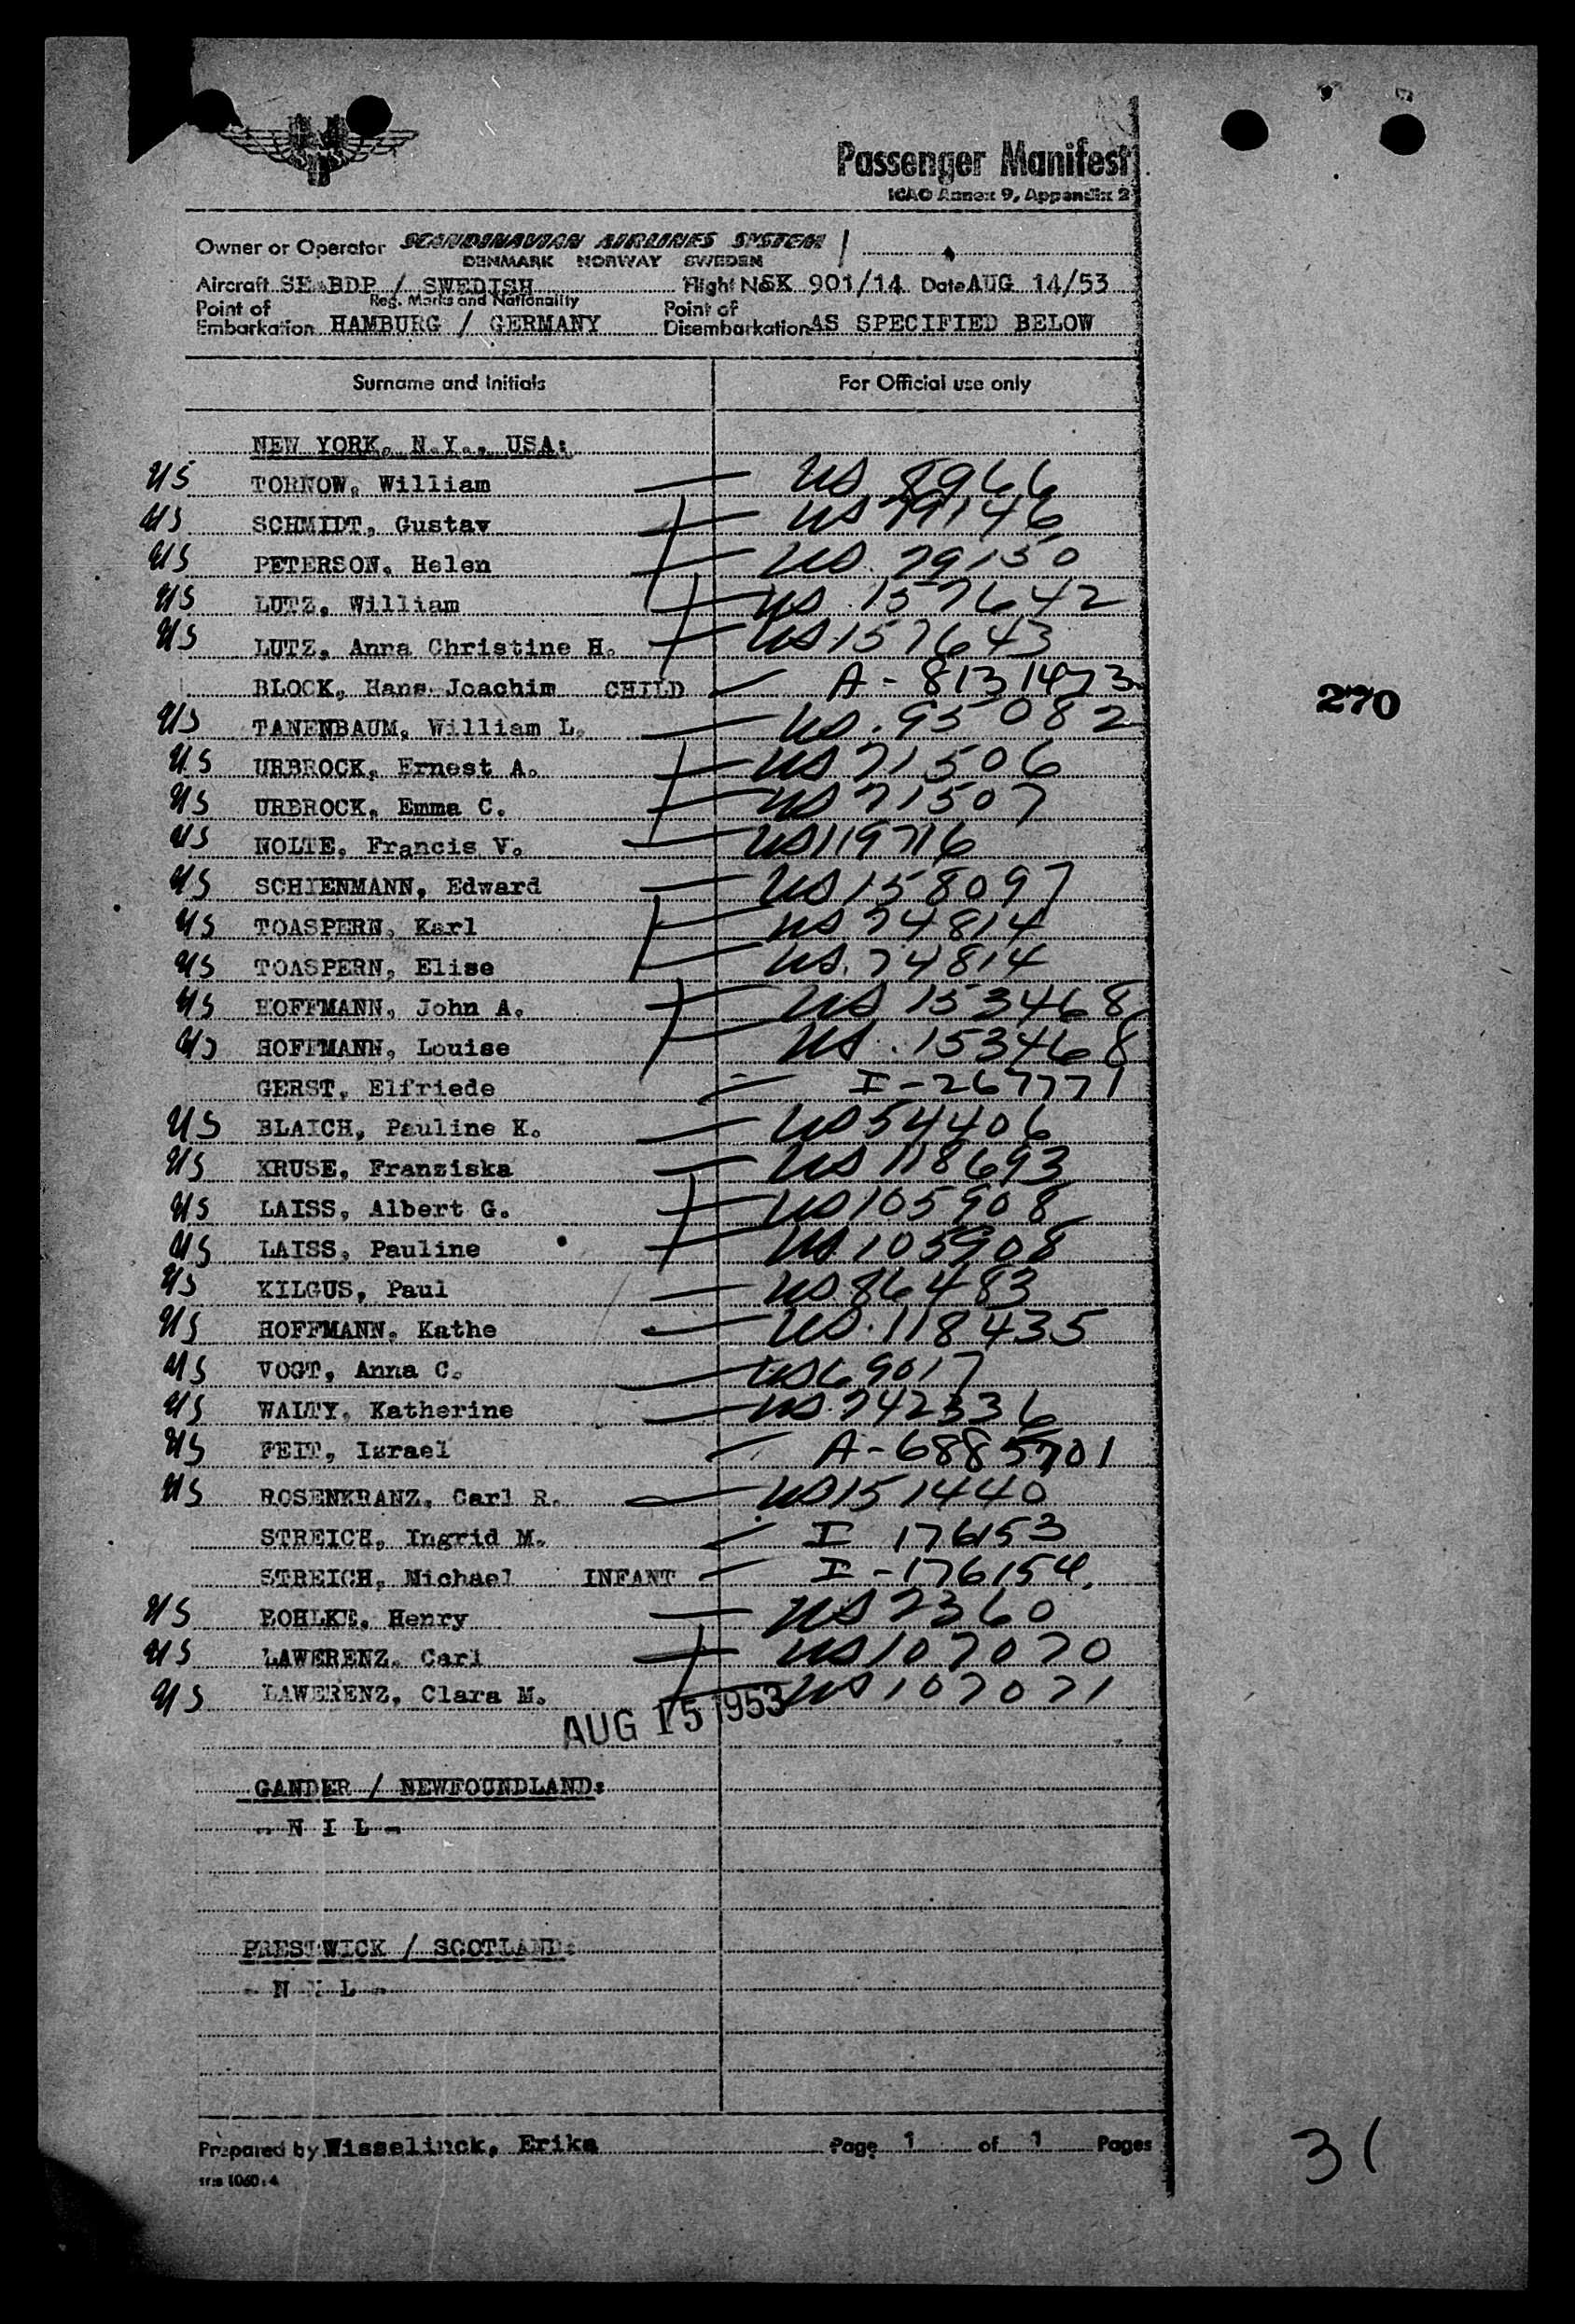 Passenger Manifest
ICAO Annex 9, Appendix 2
Owner or Operator SCANDINAVIAN AIRLINES SYSTEM
DENMARK NORWAY SWEDEN
Aircraft SE-BDP / SWEDISH Flight No SK 901/14 Date AUG 14/53
Reg. Marks and Nationality
Point of Embarkation HAMBURG / GERMANY Point of Disembarkation AS SPECIFIED BELOW
Surname and Initials For Official use only
NEW YORK, N.Y., USA:
US TORNOW, William US 8966
US SCHMIDT, Gustav US 79146
US PETERSON, Helen US 79150
US LUTZ, William US 157642
US LUTZ, Anna Christine H. US 157643
BLOCK, Hans Joachim CHILD A-8131473
270
US TANENBAUM, William L. US 95082
US URBROCK, Ernest A. US 71506
US URBROCK, Emma C. US 71507
US NOLTE, Francis V. US 119716
US SCHIENMANN, Edward US 158097
US TOASPERN, Karl US 74814
US TOASPERN, Elise US 74814
US HOFFMANN, John A. US 153468
US HOFFMANN, Louise US 153468
GERST, Elfriede I-267771
US BLAICH, Pauline K. US 54406
US KRUSE, Franziska US 118693
US LAISS, Albert G. US 105908
US LAISS, Pauline US 105908
US KILGUS, Paul US 86483
US HOFFMANN, Kathe US 118435
US VOGT, Anna C. US 69017
US WALTY, Katherine US 742336
US FEIT, Israel A-6885701
US ROSENKRANZ, Carl R. US 151440
STREICH, Ingrid M. I 176153
STREICH, Michael INFANT I-176154
US BOHLKE, Henry US 2360
US LAWERENZ, Carl US 107070
US LAWERENZ, Clara M. US 107071
AUG 15 1953
GANDER / NEWFOUNDLAND:
- N I L -
PRESTWICK / SCOTLAND:
- N I L -
Prepared by Wisselinck, Erika Page 1 of 1 Pages
31